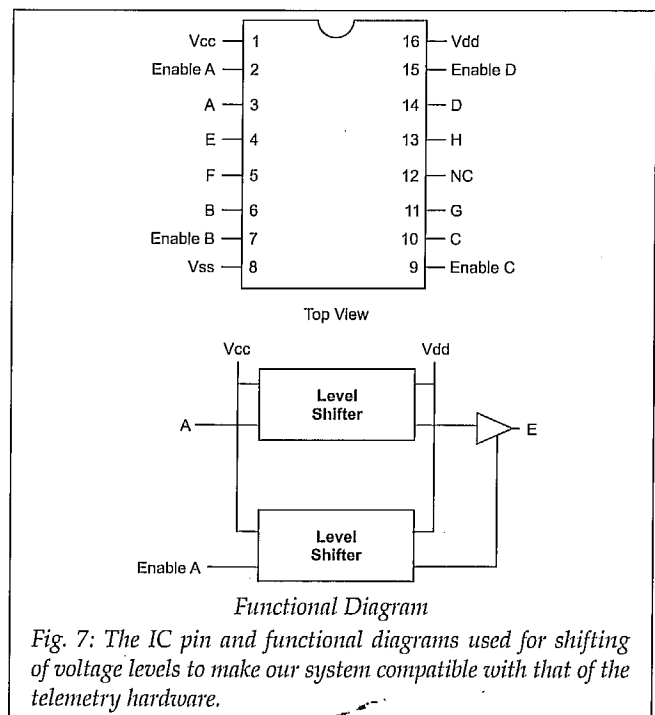 Vcc 1 16 Vdd
Enable A 2 15 Enable D
A 3 14 D
E 4 13 H
F 5 12 NC
B 6 11 G
Enable B 7 10 C
Vss 8 9 Enable C
Top View
Vcc Vdd
Level
Shifter
A E
Level
Shifter
Enable A
Functional Diagram
Fig. 7: The IC pin and functional diagrams used for shifting
of voltage levels to make our system compatible with that of the
telemetry hardware.